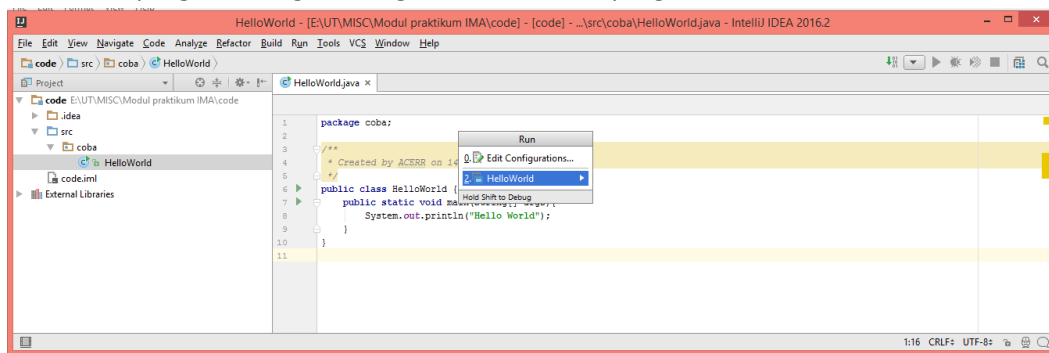 HelloWorld - [E:\UT\MISC\Modul praktikum IMA\code] - [code] - ...\src\coba\HelloWorld.java - IntelliJ IDEA 2016.2
File Edit View Navigate Code Analyze Refactor Build Run Tools VCS Window Help
code src coba HelloWorld
Project
HelloWorld.java
code E:\UT\MISC\Modul praktikum IMA\code
.idea
src
coba
HelloWorld
code.iml
External Libraries
1 package coba;
2
3 /**
4 * Created by ACERR on 14
5 */
6 public class HelloWorld {
7 public static void main(String[] args){
8 System.out.println("Hello World");
9 }
10 }
11
Run
0. Edit Configurations...
2. HelloWorld
Hold Shift to Debug
1:16 CRLF÷ UTF-8÷